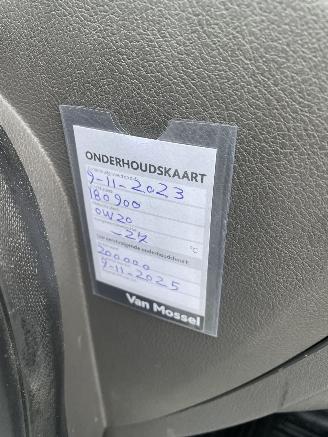 ONDERHOUDSKAART
9-11-2023
180900
0W20
-24 °C
200000
9-11-2025
Van Mossel